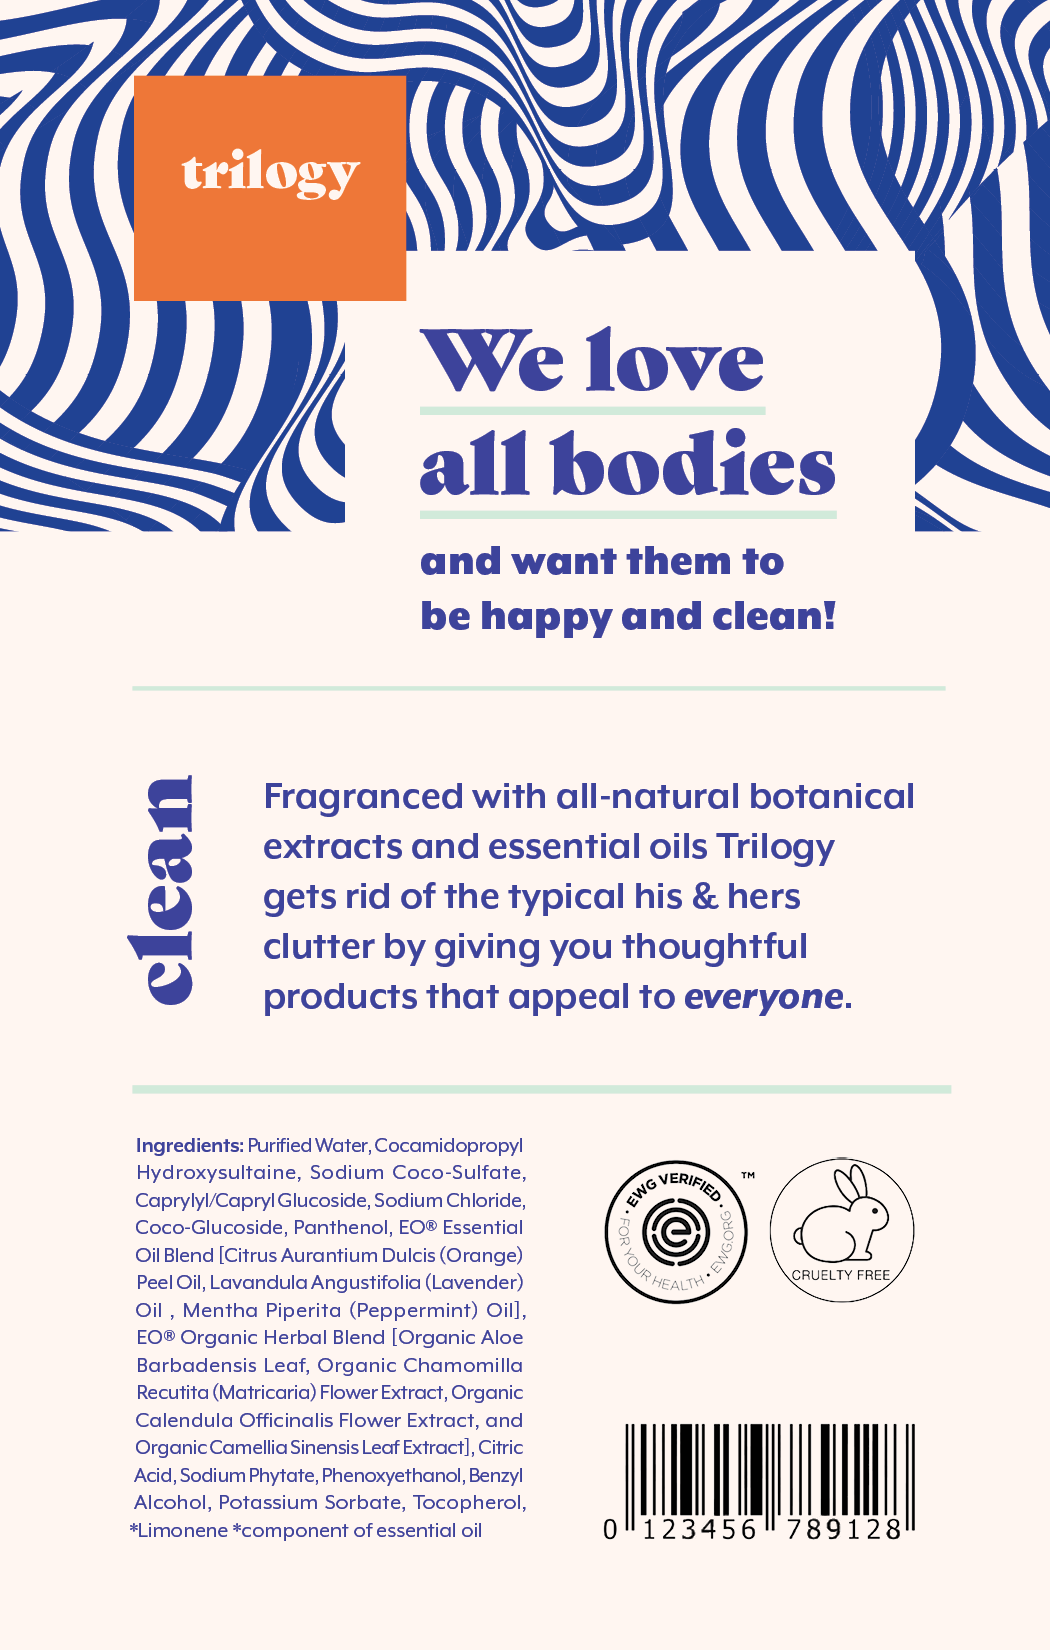 trilogy
We love
all bodies
and want them to
be happy and clean!
clean
Fragranced with all-natural botanical
extracts and essential oils Trilogy
gets rid of the typical his & hers
clutter by giving you thoughtful
products that appeal to everyone.
Ingredients: Purified Water, Cocamidopropyl
Hydroxysultaine, Sodium Coco-Sulfate,
Caprylyl/Capryl Glucoside, Sodium Chloride,
Coco-Glucoside, Panthenol, EO® Essential
Oil Blend [Citrus Aurantium Dulcis (Orange)
Peel Oil, Lavandula Angustifolia (Lavender)
Oil , Mentha Piperita (Peppermint) Oil],
EO® Organic Herbal Blend [Organic Aloe
Barbadensis Leaf, Organic Chamomilla
Recutita (Matricaria) Flower Extract, Organic
Calendula Officinalis Flower Extract, and
Organic Camellia Sinensis Leaf Extract], Citric
Acid, Sodium Phytate, Phenoxyethanol, Benzyl
Alcohol, Potassium Sorbate, Tocopherol,
*Limonene *component of essential oil
• EWG VERIFIED • ™
FOR YOUR HEALTH • EWG.ORG
e
CRUELTY FREE
0 123456 789128